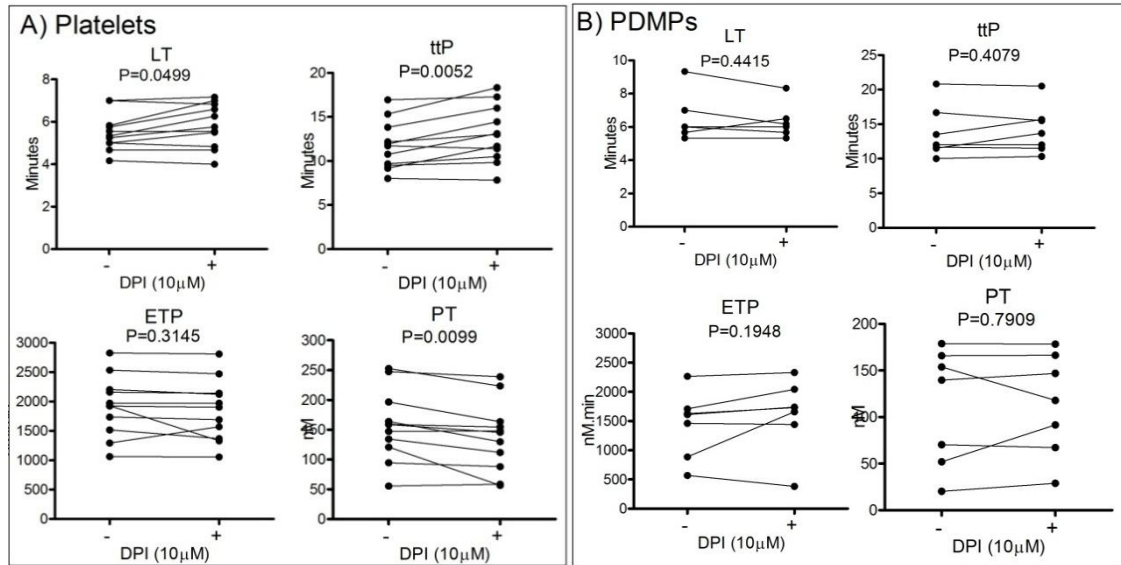 A) Platelets
LT
P=0.0499
Minutes
8
6
4
2
0
- +
DPI (10μM)
ttP
P=0.0052
Minutes
20
15
10
5
0
- +
DPI (10μM)
ETP
P=0.3145
3000
2500
2000
1500
1000
500
0
- +
DPI (10μM)
PT
P=0.0099
nM
300
250
200
150
100
50
0
- +
DPI (10μM)
B) PDMPs
LT
P=0.4415
Minutes
10
8
6
4
2
0
- +
DPI (10μM)
ttP
P=0.4079
Minutes
25
20
15
10
5
0
- +
DPI (10μM)
ETP
P=0.1948
nM.min
3000
2500
2000
1500
1000
500
0
- +
DPI (10μM)
PT
P=0.7909
nM
200
150
100
50
0
- +
DPI (10μM)